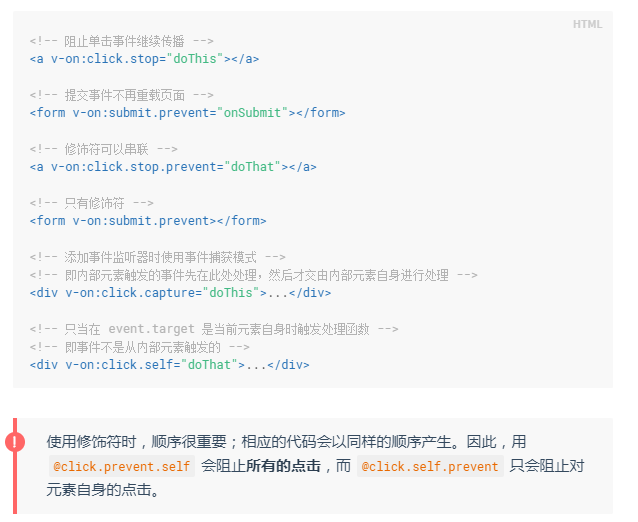 HTML
<!-- 阻止单击事件继续传播 -->
<a v-on:click.stop="doThis"></a>
<!-- 提交事件不再重载页面 -->
<form v-on:submit.prevent="onSubmit"></form>
<!-- 修饰符可以串联 -->
<a v-on:click.stop.prevent="doThat"></a>
<!-- 只有修饰符 -->
<form v-on:submit.prevent></form>
<!-- 添加事件监听器时使用事件捕获模式 -->
<!-- 即内部元素触发的事件先在此处处理，然后才交由内部元素自身进行处理 -->
<div v-on:click.capture="doThis">...</div>
<!-- 只当在 event.target 是当前元素自身时触发处理函数 -->
<!-- 即事件不是从内部元素触发的 -->
<div v-on:click.self="doThat">...</div>
!
使用修饰符时，顺序很重要；相应的代码会以同样的顺序产生。因此，用
@click.prevent.self 会阻止所有的点击，而 @click.self.prevent 只会阻止对
元素自身的点击。